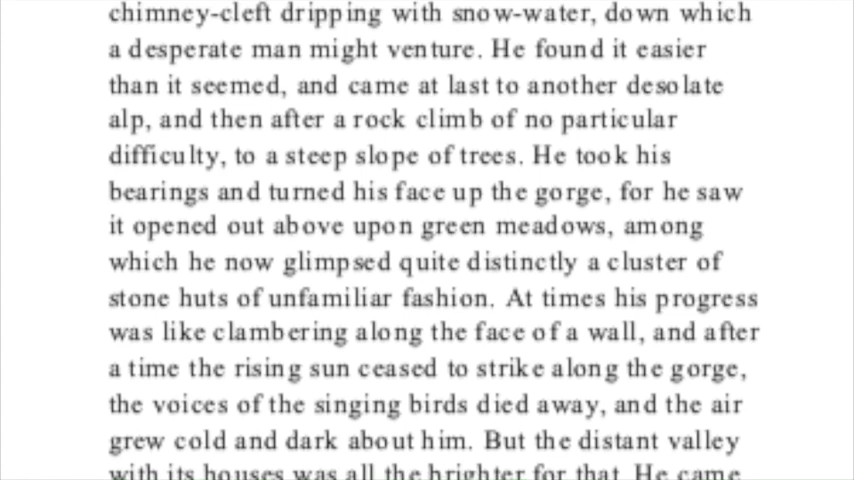 chimney-cleft dripping with snow-water, down which
a desperate man might venture. He found it easier
than it seemed, and came at last to another desolate
alp, and then after a rock climb of no particular
difficulty, to a steep slope of trees. He took his
bearings and turned his face up the gorge, for he saw
it opened out above upon green meadows, among
which he now glimpsed quite distinctly a cluster of
stone huts of unfamiliar fashion. At times his progress
was like clambering along the face of a wall, and after
a time the rising sun ceased to strike along the gorge,
the voices of the singing birds died away, and the air
grew cold and dark about him. But the distant valley
with its houses was all the brighter for that. He came